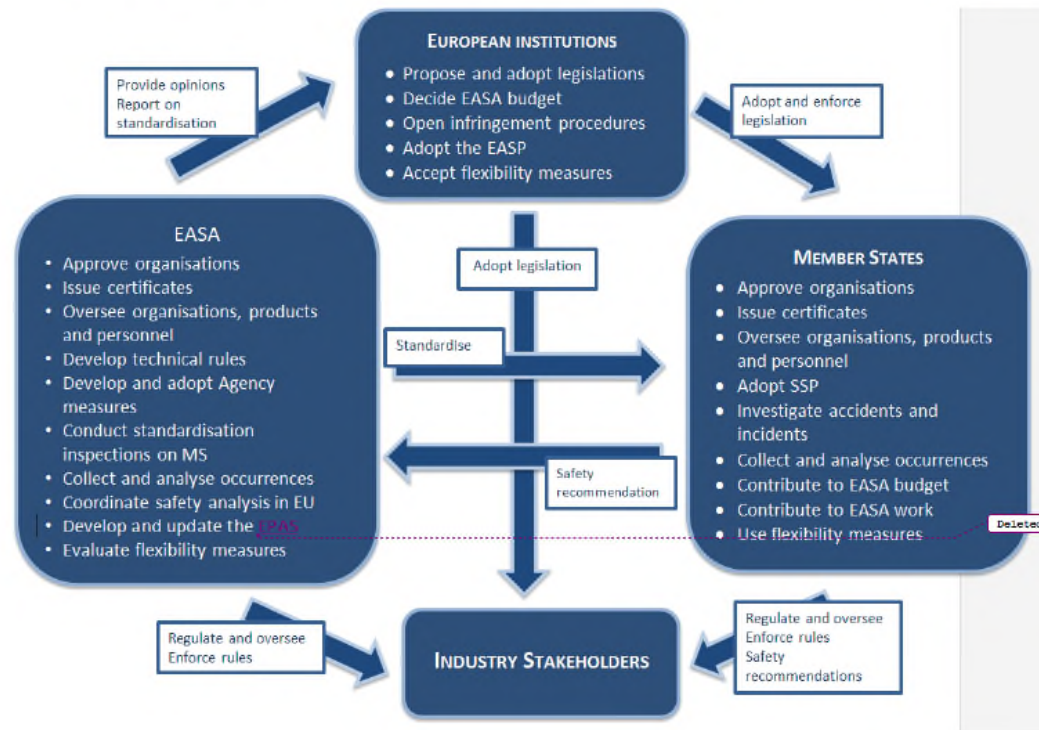 EUROPEAN INSTITUTIONS
• Propose and adopt legislations
• Decide EASA budget
• Open infringement procedures
• Adopt the EASP
• Accept flexibility measures
Provide opinions
Report on
standardisation
Adopt and enforce
legislation
EASA
• Approve organisations
• Issue certificates
• Oversee organisations, products
and personnel
• Develop technical rules
• Develop and adopt Agency
measures
• Conduct standardisation
inspections on MS
• Collect and analyse occurrences
• Coordinate safety analysis in EU
• Develop and update the EPAS
• Evaluate flexibility measures
Adopt legislation
Standardise
Safety
recommendation
MEMBER STATES
• Approve organisations
• Issue certificates
• Oversee organisations, products
and personnel
• Adopt SSP
• Investigate accidents and
incidents
• Collect and analyse occurrences
• Contribute to EASA budget
• Contribute to EASA work
• Use flexibility measures
Deleted
Regulate and oversee
Enforce rules
INDUSTRY STAKEHOLDERS
Regulate and oversee
Enforce rules
Safety
recommendations